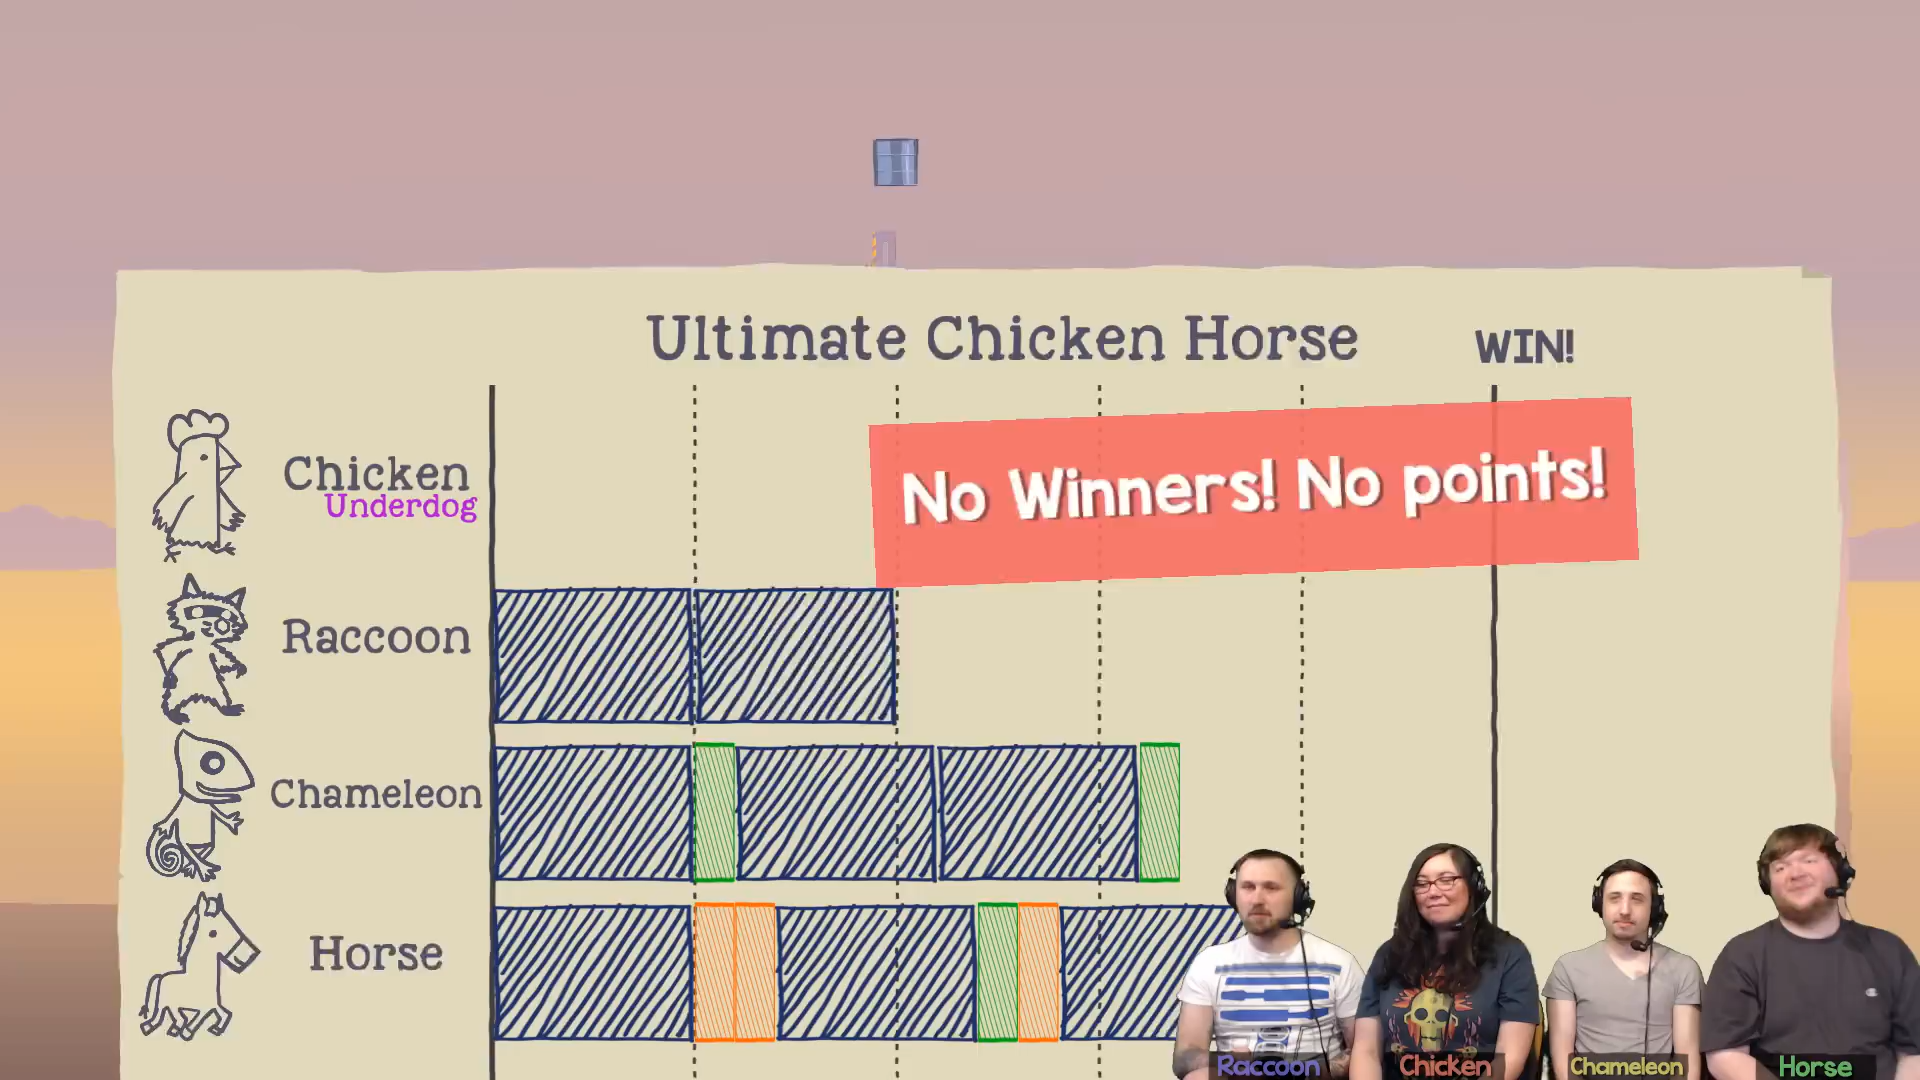 Ultimate Chicken Horse
WIN!
No Winners! No points!
Chicken
Underdog
Raccoon
Chameleon
Horse
Raccoon
Chicken
Chameleon
Horse